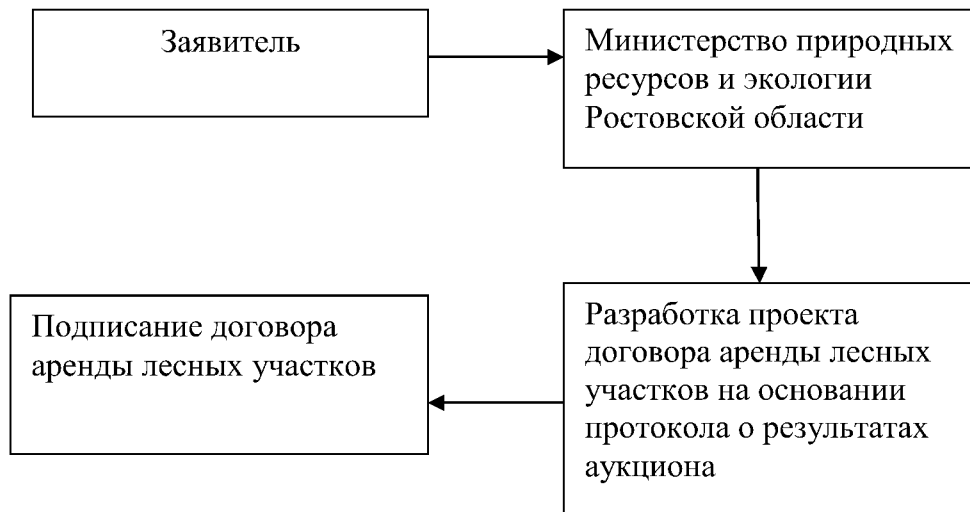 Заявитель
Министерство природных
ресурсов и экологии
Ростовской области
Разработка проекта
договора аренды лесных
участков на основании
протокола о результатах
аукциона
Подписание договора
аренды лесных участков